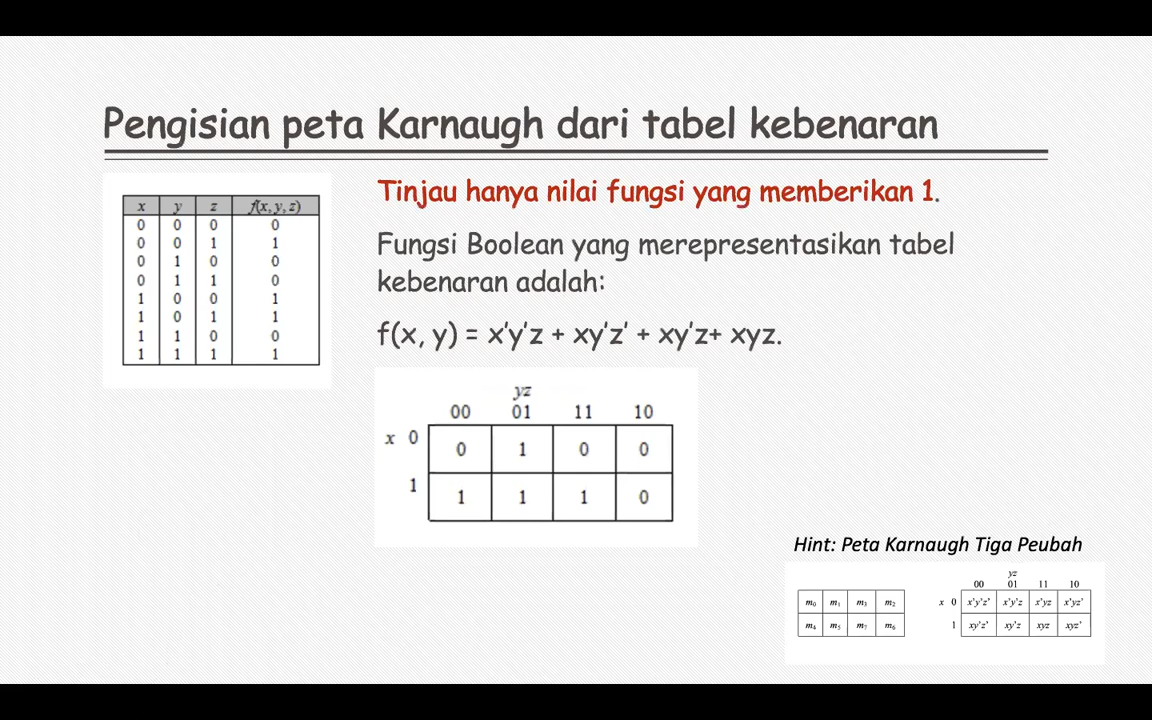 Pengisian peta Karnaugh dari tabel kebenaran
x y z f(x, y, z)
0 0 0 0
0 0 1 1
0 1 0 0
0 1 1 0
1 0 0 1
1 0 1 1
1 1 0 0
1 1 1 1
Tinjau hanya nilai fungsi yang memberikan 1.
Fungsi Boolean yang merepresentasikan tabel
kebenaran adalah:
f(x, y) = x’y’z + xy’z’ + xy’z+ xyz.
yz
00 01 11 10
x 0 0 1 0 0
1 1 1 1 0
Hint: Peta Karnaugh Tiga Peubah
m0 m1 m3 m2
m4 m5 m7 m6
yz
00 01 11 10
x 0 x’y’z’ x’y’z x’yz x’yz’
1 xy’z’ xy’z xyz xyz’